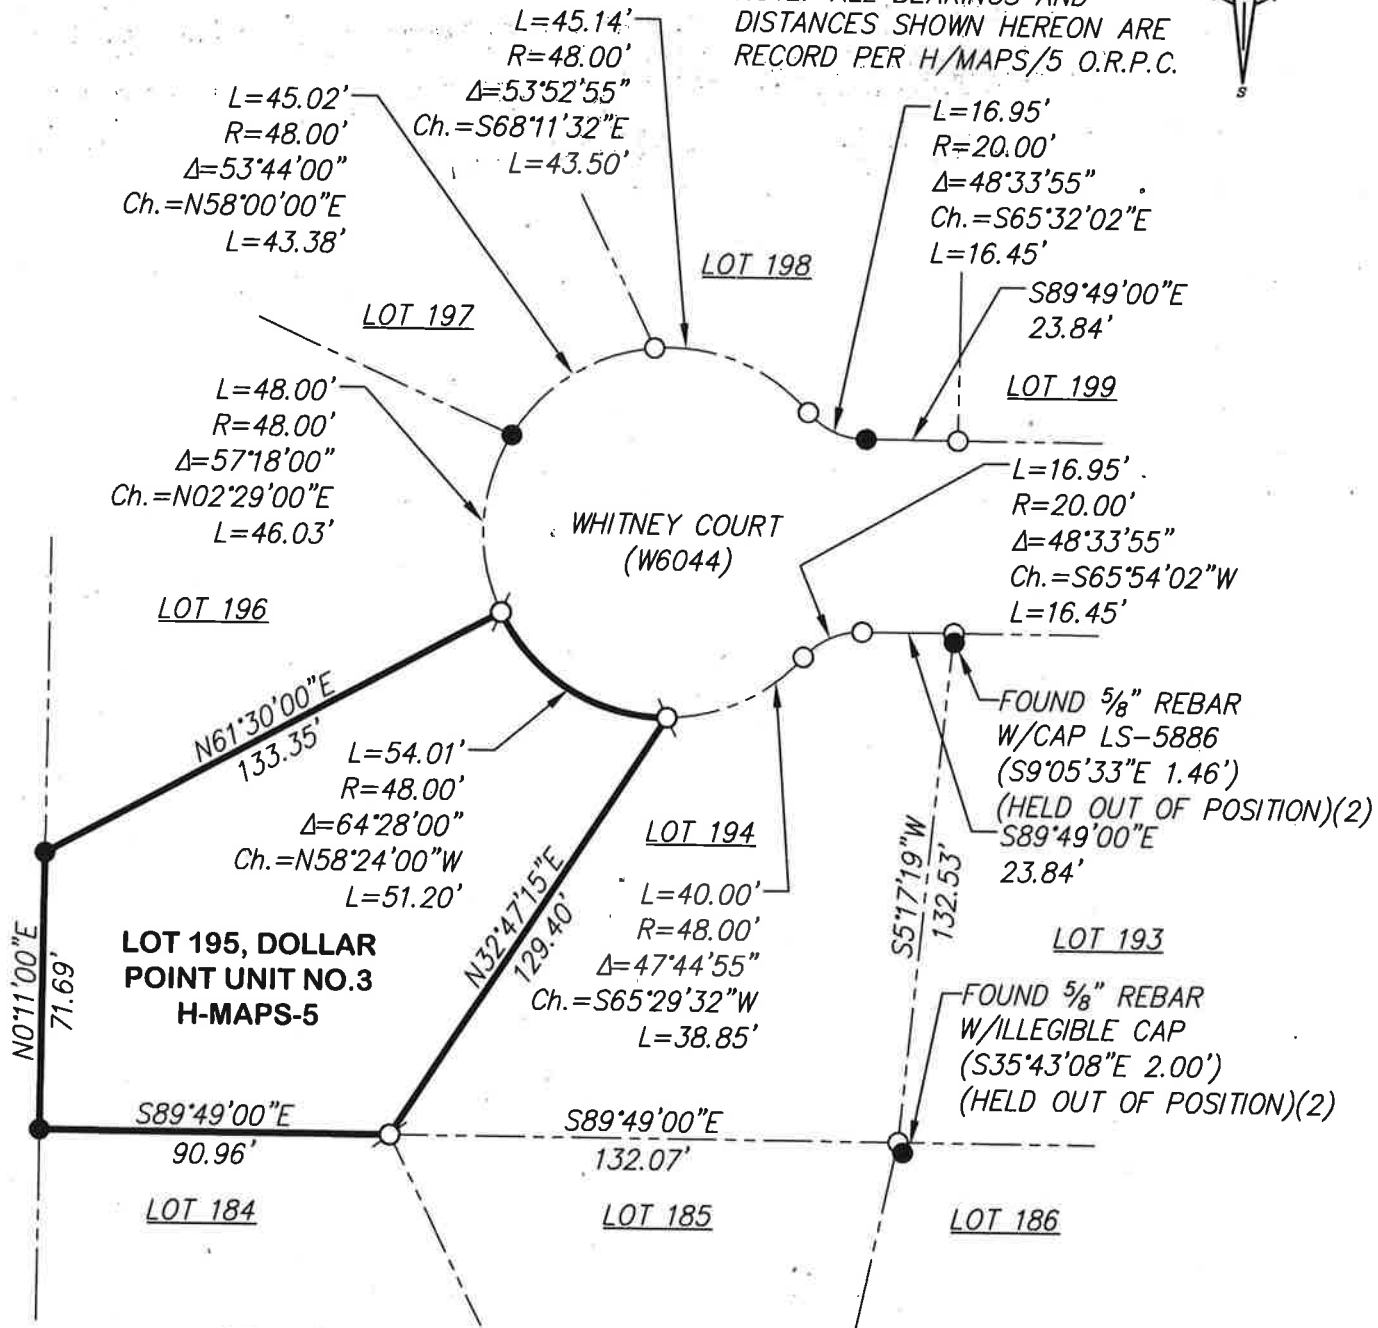 DISTANCES SHOWN HEREON ARE
RECORD PER H/MAPS/5 O.R.P.C.
S
L=45.14'
R=48.00'
Δ=53°52'55"
Ch.=S68°11'32"E
L=43.50'
L=45.02'
R=48.00'
Δ=53°44'00"
Ch.=N58°00'00"E
L=43.38'
L=16.95'
R=20.00'
Δ=48°33'55"
Ch.=S65°32'02"E
L=16.45'
LOT 198
S89°49'00"E
23.84'
LOT 197
LOT 199
L=48.00'
R=48.00'
Δ=57°18'00"
Ch.=N02°29'00"E
L=46.03'
WHITNEY COURT
(W6044)
L=16.95'
R=20.00'
Δ=48°33'55"
Ch.=S65°54'02"W
L=16.45'
LOT 196
N61°30'00"E
133.35'
FOUND 5/8" REBAR
W/CAP LS-5886
(S9°05'33"E 1.46')
(HELD OUT OF POSITION)(2)
S89°49'00"E
23.84'
L=54.01'
R=48.00'
Δ=64°28'00"
Ch.=N58°24'00"W
L=51.20'
LOT 194
L=40.00'
R=48.00'
Δ=47°44'55"
Ch.=S65°29'32"W
L=38.85'
N32°47'15"E
129.40'
S5°17'19"W
132.53'
LOT 193
N0°11'00"E
71.69'
LOT 195, DOLLAR
POINT UNIT NO.3
H-MAPS-5
FOUND 5/8" REBAR
W/ILLEGIBLE CAP
(S35°43'08"E 2.00')
(HELD OUT OF POSITION)(2)
S89°49'00"E
90.96'
S89°49'00"E
132.07'
LOT 184
LOT 185
LOT 186